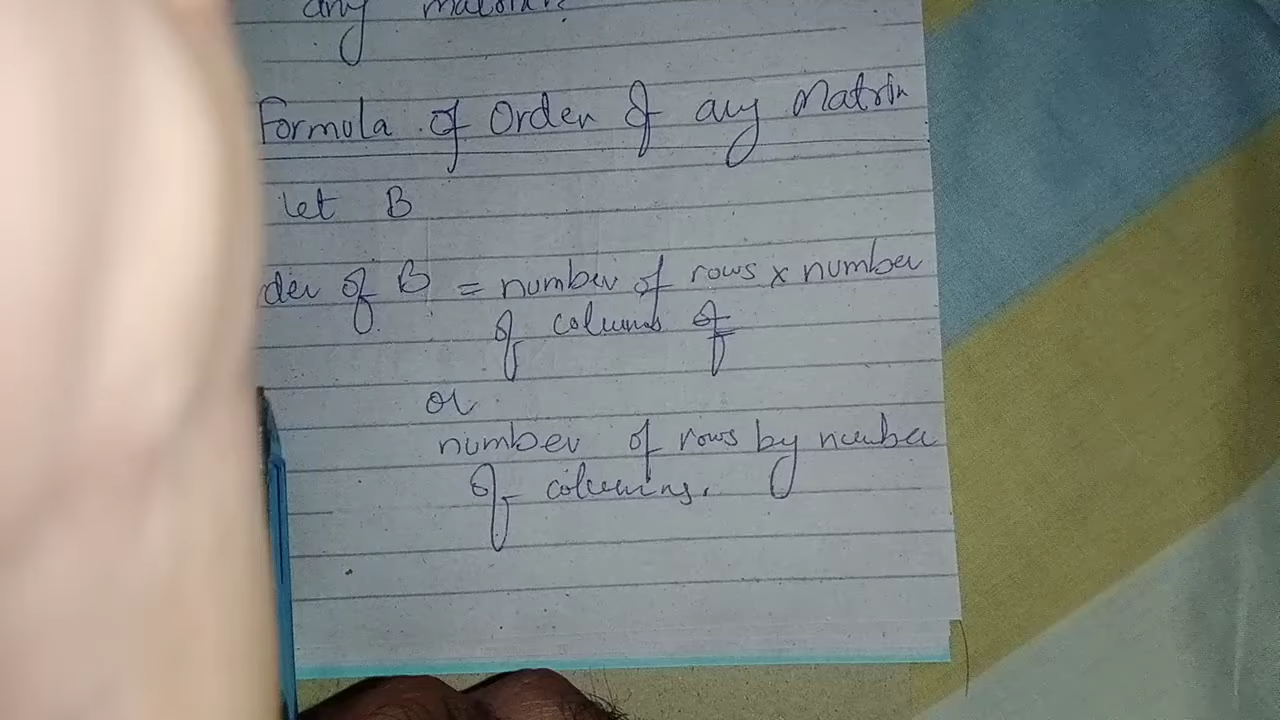 any
Formula of Order of any Matrix
let B
der of B = number of rows x number
of columns of
or
number of rows by number
of columns.